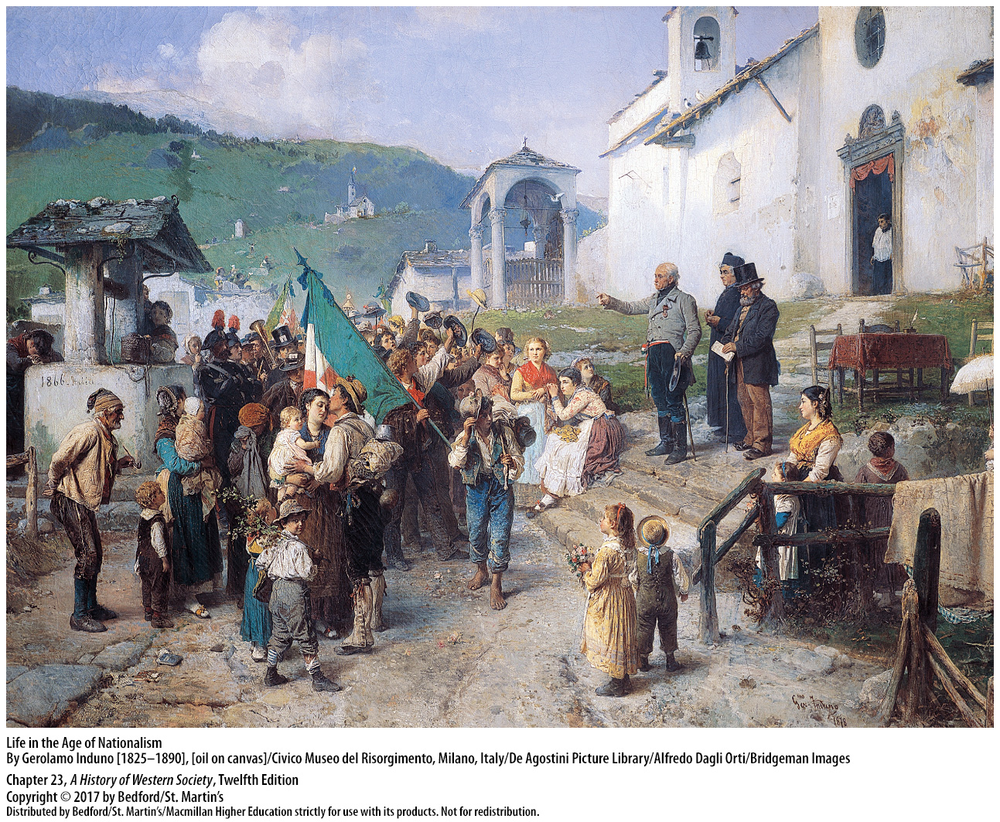 1866
Gmo Induno
1878
Life in the Age of Nationalism
By Gerolamo Induno [1825–1890], [oil on canvas]/Civico Museo del Risorgimento, Milano, Italy/De Agostini Picture Library/Alfredo Dagli Orti/Bridgeman Images
Chapter 23, A History of Western Society, Twelfth Edition
Copyright © 2017 by Bedford/St. Martin’s
Distributed by Bedford/St. Martin’s/Macmillan Higher Education strictly for use with its products. Not for redistribution.